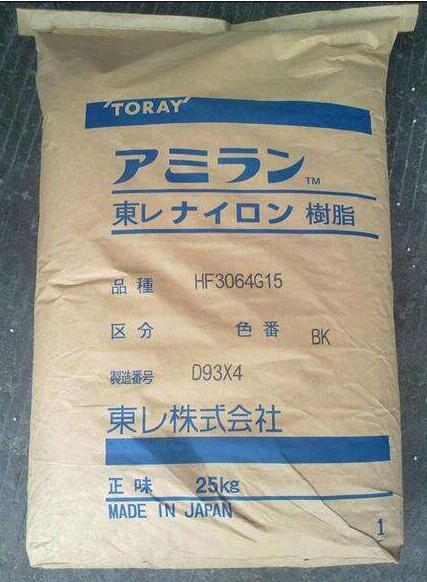 'TORAY'
アミラン™
東レ ナイロン 樹脂
品種 HF3064G15
区分 色番 BK
製造番号 D93X4
東レ株式会社
正味 25kg
MADE IN JAPAN
1